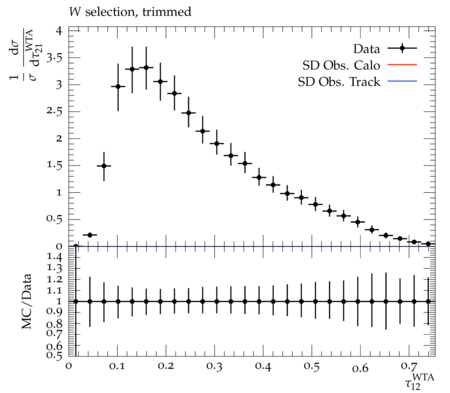 W selection, trimmed
1/σ dσ/dτ₂₁^WTA
Data
SD Obs. Calo
SD Obs. Track
4
3.5
3
2.5
2
1.5
1
0.5
0
MC/Data
1.4
1.3
1.2
1.1
1
0.9
0.8
0.7
0.6
0.5
0 0.1 0.2 0.3 0.4 0.5 0.6 0.7
τ₁₂^WTA